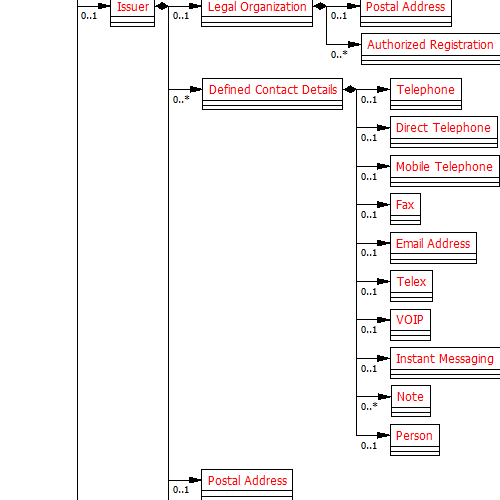 Issuer
Legal Organization
Postal Address
0..1
0..1
0..1
Authorized Registration
0..*
Defined Contact Details
Telephone
0..*
0..1
Direct Telephone
0..1
Mobile Telephone
0..1
Fax
0..1
Email Address
0..1
Telex
0..1
VOIP
0..1
Instant Messaging
0..1
Note
0..*
Person
0..1
Postal Address
0..1